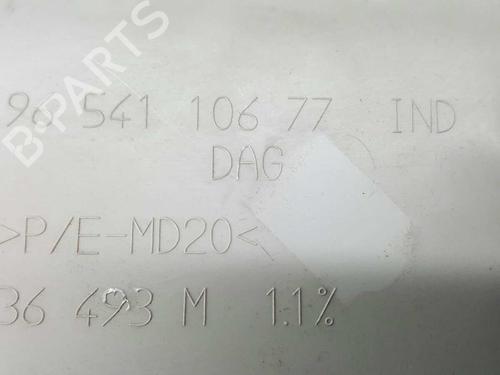 96 541 106 77 IND
DAG
>P/E-MD20<
36 493 M 1.1%
B-PARTS